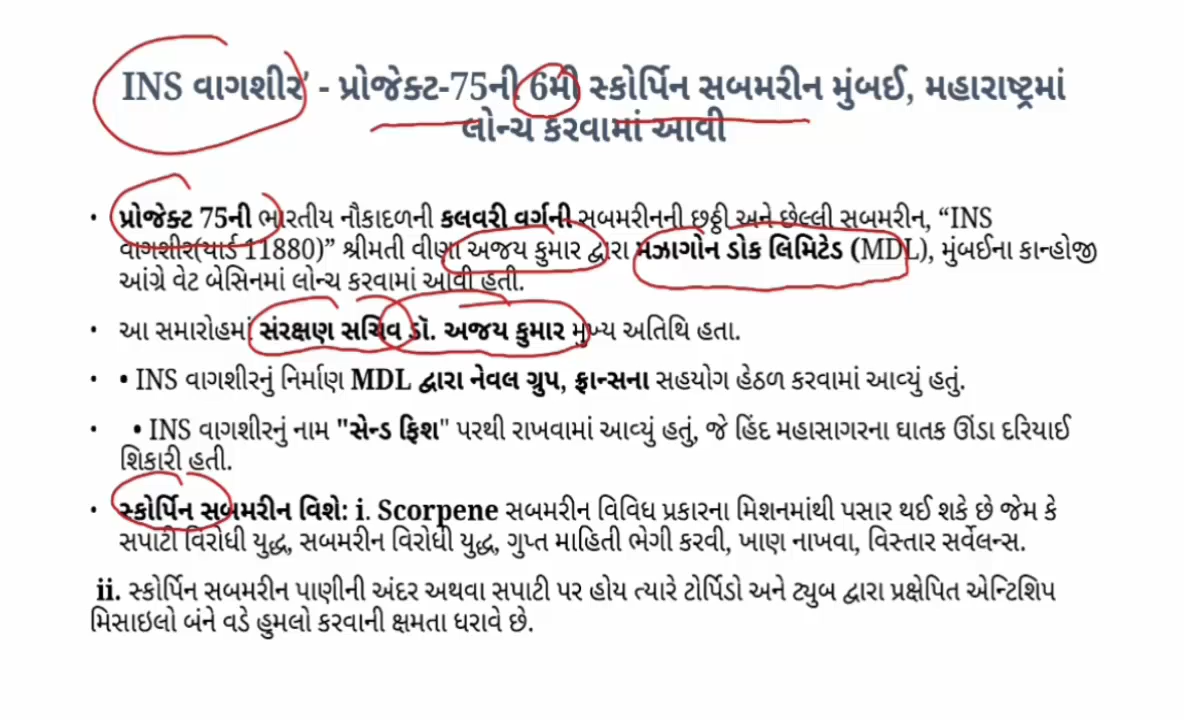 INS વાગશીર' - પ્રોજેક્ટ-75ની 6મી સ્કોર્પિન સબમરીન મુંબઈ, મહારાષ્ટ્રમાં
લોન્ચ કરવામાં આવી
• પ્રોજેક્ટ 75ની ભારતીય નૌકાદળની કલવરી વર્ગની સબમરીનની છઠ્ઠી અને છેલ્લી સબમરીન, “INS
વાગશીર(યાર્ડ 11880)” શ્રીમતી વીણા અજય કુમાર દ્વારા મઝાગોન ડોક લિમિટેડ (MDL), મુંબઈના કાન્હોજી
આંગ્રે વેટ બેસિનમાં લોન્ચ કરવામાં આવી હતી.
• આ સમારોહમાં સંરક્ષણ સચિવ ડૉ. અજય કુમાર મુખ્ય અતિથિ હતા.
• • INS વાગશીરનું નિર્માણ MDL દ્વારા નેવલ ગ્રુપ, ફ્રાન્સના સહયોગ હેઠળ કરવામાં આવ્યું હતું.
• • INS વાગશીરનું નામ "સેન્ડ ફિશ" પરથી રાખવામાં આવ્યું હતું, જે હિંદ મહાસાગરના ઘાતક ઊંડા દરિયાઈ
શિકારી હતી.
• સ્કોર્પિન સબમરીન વિશે: i. Scorpene સબમરીન વિવિધ પ્રકારના મિશનમાંથી પસાર થઈ શકે છે જેમ કે
સપાટી વિરોધી યુદ્ધ, સબમરીન વિરોધી યુદ્ધ, ગુપ્ત માહિતી ભેગી કરવી, ખાણ નાખવા, વિસ્તાર સર્વેલન્સ.
ii. સ્કોર્પિન સબમરીન પાણીની અંદર અથવા સપાટી પર હોય ત્યારે ટોર્પિડો અને ટ્યુબ દ્વારા પ્રક્ષેપિત એન્ટિશિપ
મિસાઇલો બંને વડે હુમલો કરવાની ક્ષમતા ધરાવે છે.